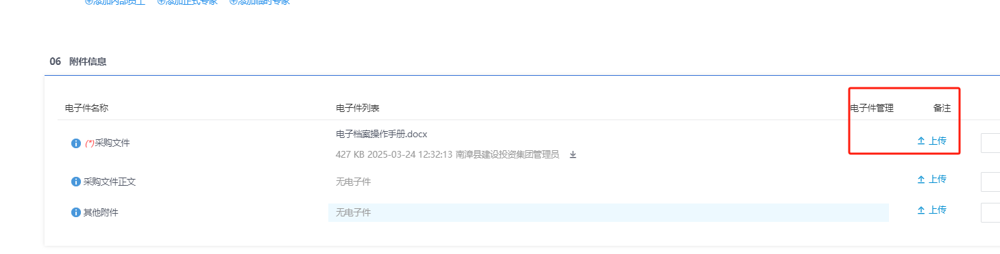 添加内部员工 添加正式专家 添加临时专家
06 附件信息
电子件名称 电子件列表 电子件管理 备注
(*)采购文件 电子档案操作手册.docx 上传
427 KB 2025-03-24 12:32:13 南漳县建设投资集团管理员
采购文件正文 无电子件 上传
其他附件 无电子件 上传